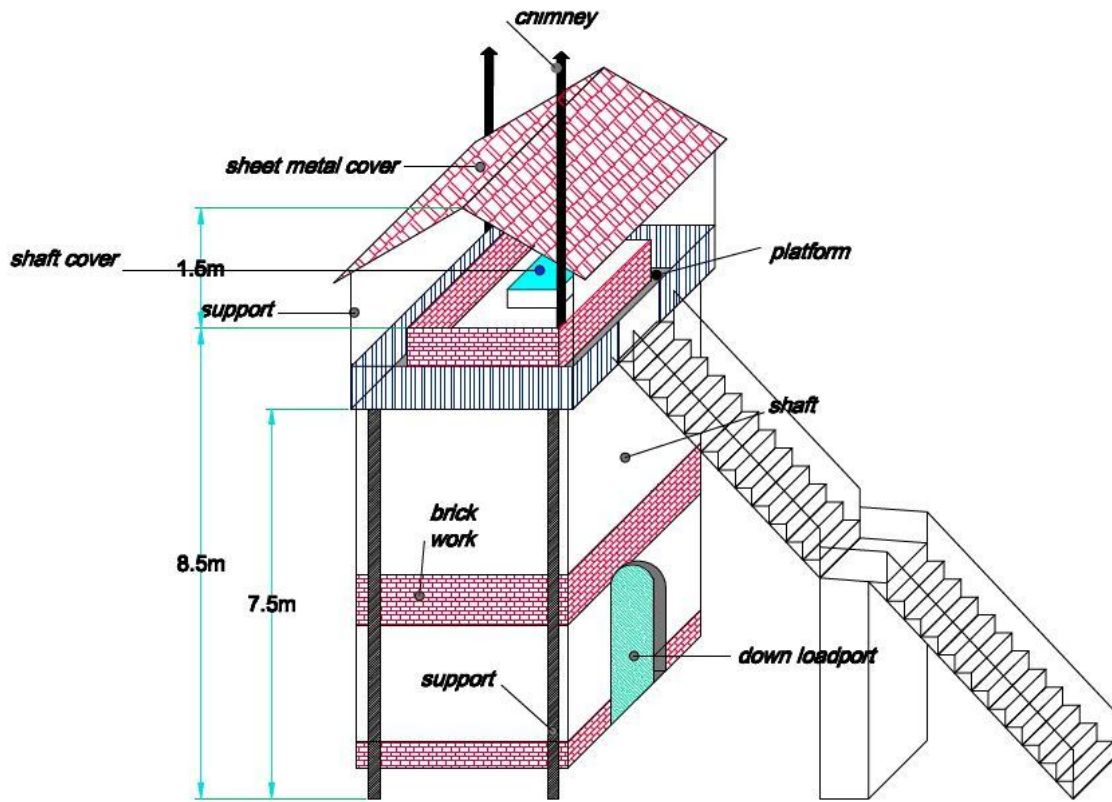 chimney
sheet metal cover
shaft cover
1.5m
platform
support
shaft
brick
work
8.5m
7.5m
down loadport
support